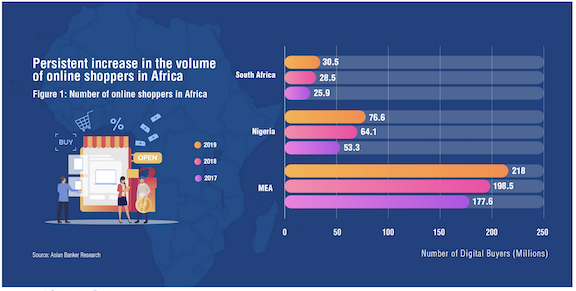 Persistent increase in the volume
of online shoppers in Africa
Figure 1: Number of online shoppers in Africa
BUY
%
OPEN
2019
2018
2017
Source: Asian Banker Research
South Africa
30.5
28.5
25.9
Nigeria
76.6
64.1
53.3
MEA
218
198.5
177.6
0 50 100 150 200 250
Number of Digital Buyers (Millions)